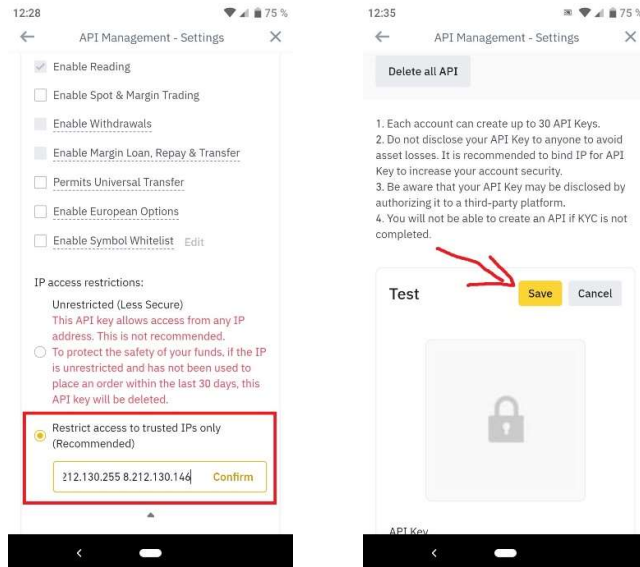 12:28
75 %
API Management - Settings
Enable Reading
Enable Spot & Margin Trading
Enable Withdrawals
Enable Margin Loan, Repay & Transfer
Permits Universal Transfer
Enable European Options
Enable Symbol Whitelist Edit
IP access restrictions:
Unrestricted (Less Secure)
This API key allows access from any IP
address. This is not recommended.
To protect the safety of your funds, if the IP
is unrestricted and has not been used to
place an order within the last 30 days, this
API key will be deleted.
Restrict access to trusted IPs only
(Recommended)
212.130.255 8.212.130.146 Confirm
12:35
75 %
API Management - Settings
Delete all API
1. Each account can create up to 30 API Keys.
2. Do not disclose your API Key to anyone to avoid
asset losses. It is recommended to bind IP for API
Key to increase your account security.
3. Be aware that your API Key may be disclosed by
authorizing it to a third-party platform.
4. You will not be able to create an API if KYC is not
completed.
Test
Save
Cancel
API Key